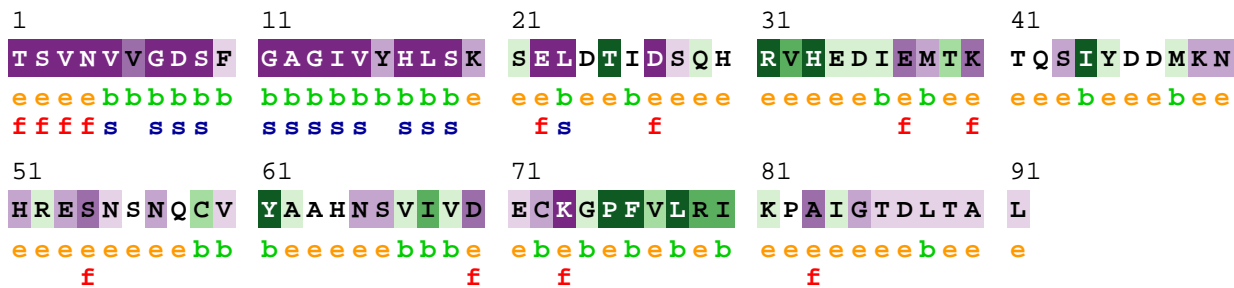 1 11 21 31 41
TSVNVVGDSF GAGIVYHLSK SELDTIDSQH RVHEDIEMTK TQSIYDDMKN
eeeebbbbbb bbbbbbbbbe eebeebeeee eeeeebebee eeebeeebee
ffffs sss sssss sss fs f f f
51 61 71 81 91
HRESNSNQCV YAAHNSVIVD ECKGPFVLRI KPAIGTDLTA L
eeeeeeeebb beeeeebbbe ebebebebeb eeeeeeebee e
f f f f